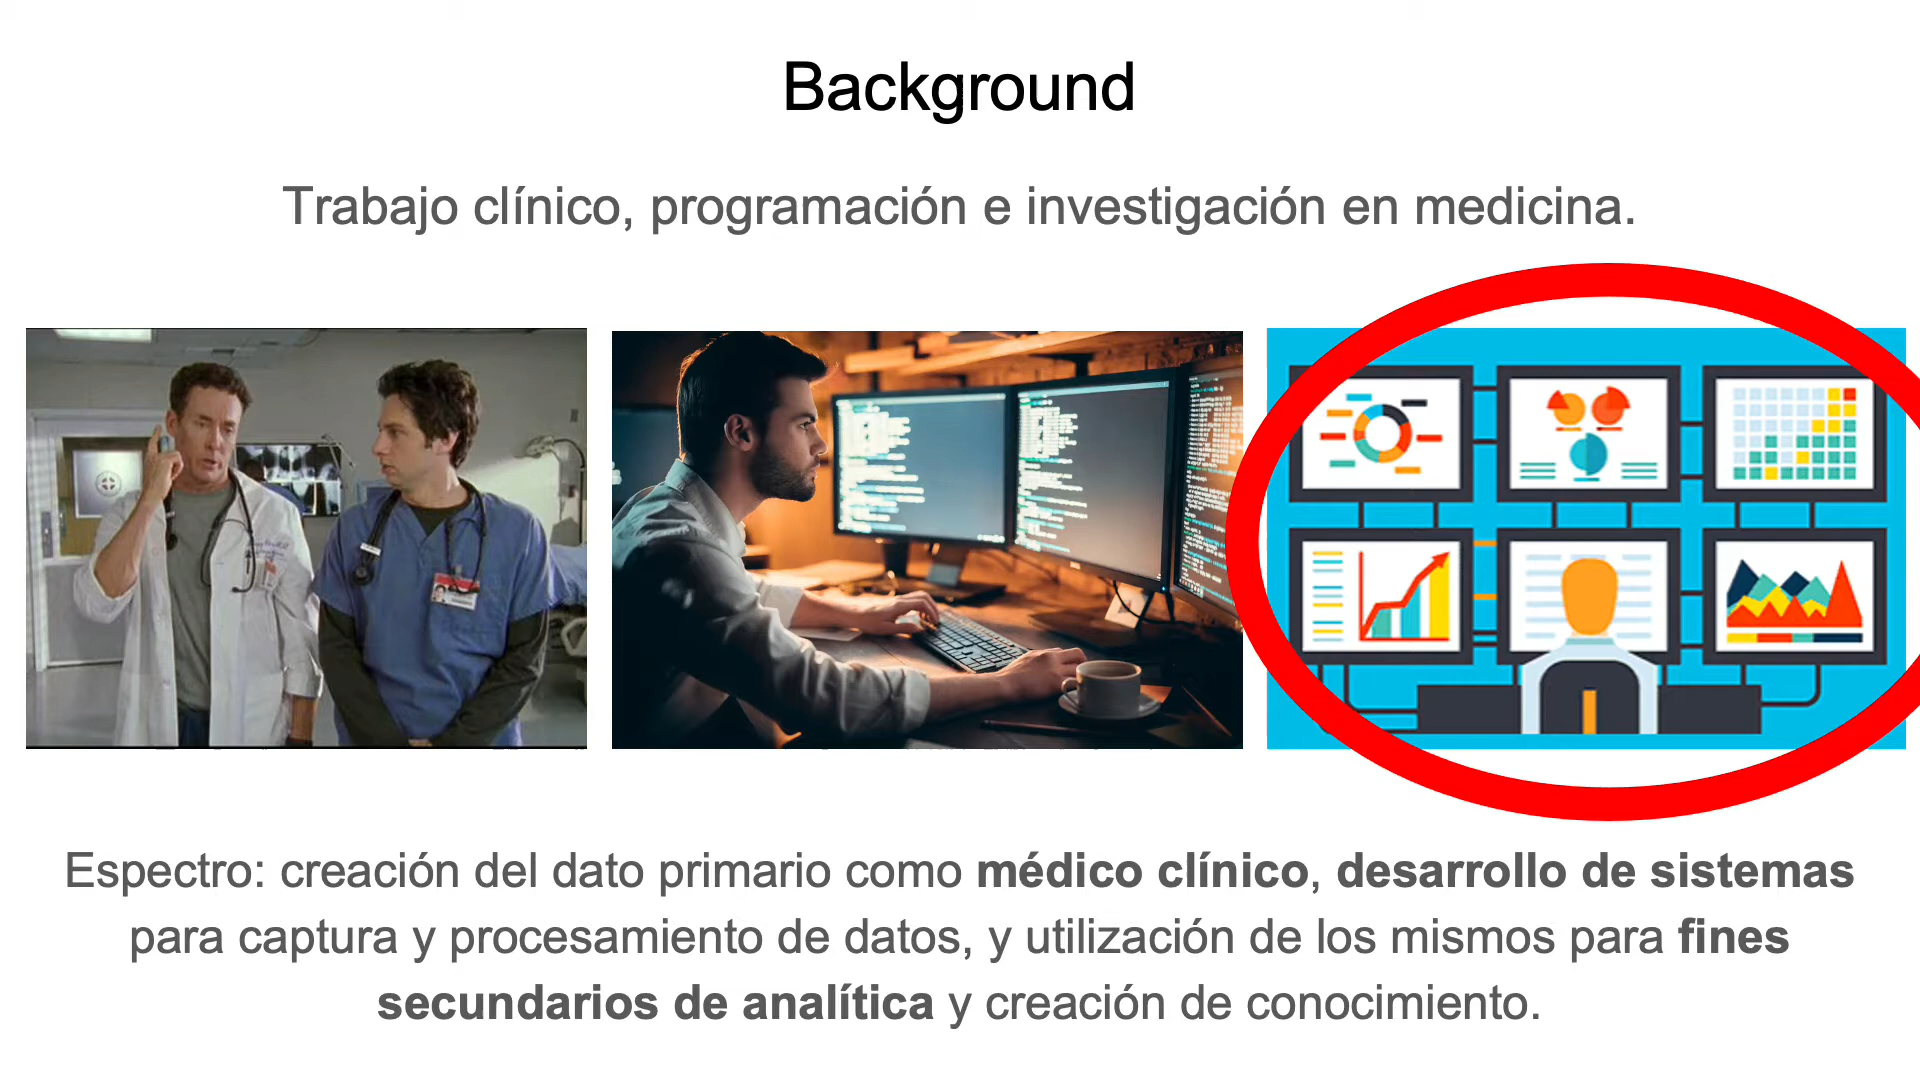 Background
Trabajo clínico, programación e investigación en medicina.
Espectro: creación del dato primario como médico clínico, desarrollo de sistemas
para captura y procesamiento de datos, y utilización de los mismos para fines
secundarios de analítica y creación de conocimiento.